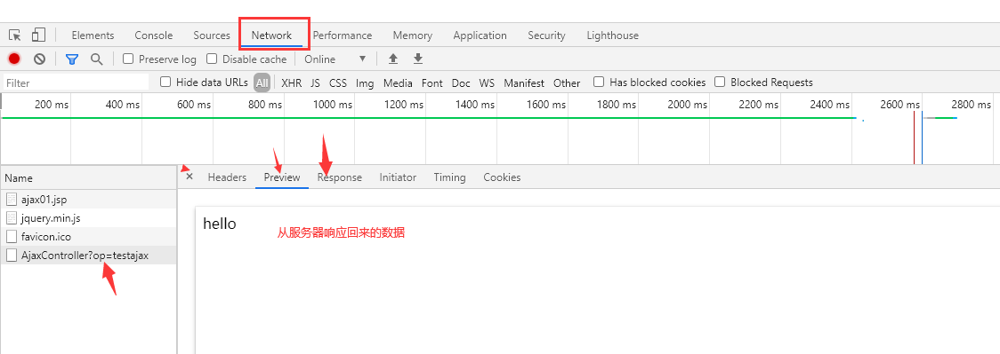 Elements Console Sources Network Performance Memory Application Security Lighthouse
Preserve log Disable cache Online
Filter Hide data URLs All XHR JS CSS Img Media Font Doc WS Manifest Other Has blocked cookies Blocked Requests
200 ms 400 ms 600 ms 800 ms 1000 ms 1200 ms 1400 ms 1600 ms 1800 ms 2000 ms 2200 ms 2400 ms 2600 ms 2800 ms
Name × Headers Preview Response Initiator Timing Cookies
ajax01.jsp
jquery.min.js
hello
从服务器响应回来的数据
favicon.ico
AjaxController?op=testajax